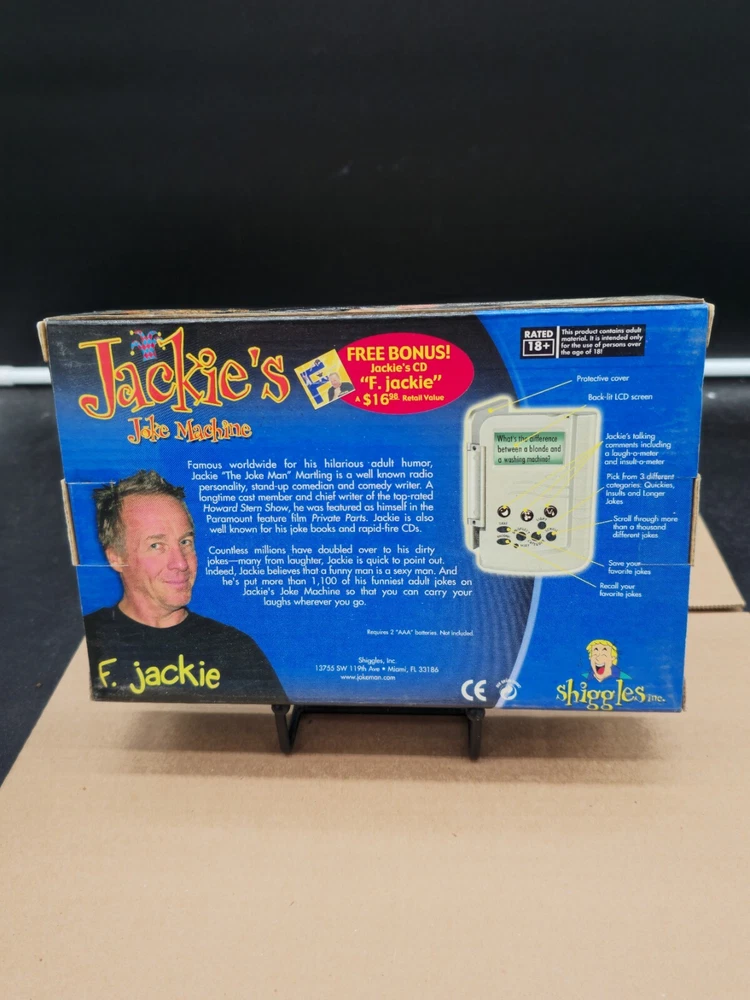 Jackie's
Joke Machine
FREE BONUS!
Jackie's CD
"F. jackie"
A $16.98 Retail Value
RATED
18+
This product contains adult
material. It is intended only
for the use of persons over
the age of 18!
Famous worldwide for his hilarious adult humor,
Jackie "The Joke Man" Martling is a well known radio
personality, stand-up comedian and comedy writer. A
longtime cast member and chief writer of the top-rated
Howard Stern Show, he was featured as himself in the
Paramount feature film Private Parts. Jackie is also
well known for his joke books and rapid-fire CDs.
Countless millions have doubled over to his dirty
jokes—many from laughter, Jackie is quick to point out.
Indeed, Jackie believes that a funny man is a sexy man. And
he's put more than 1,100 of his funniest adult jokes on
Jackie's Joke Machine so that you can carry your
laughs wherever you go.
Requires 2 "AAA" batteries. Not included
Shiggles, Inc.
13755 SW 119th Ave • Miami, FL 33186
www.jokeman.com
F. jackie
Protective cover
Back-lit LCD screen
What's the difference
between a blonde and
a washing machine?
Jackie's talking
comments including
a laugh-o-meter
and insult-o-meter
Pick from 3 different
categories: Quickies,
Insults and Longer
Jokes
Scroll through more
than a thousand
different jokes
Save your
favorite jokes
Recall your
favorite jokes
CE
shiggles inc.